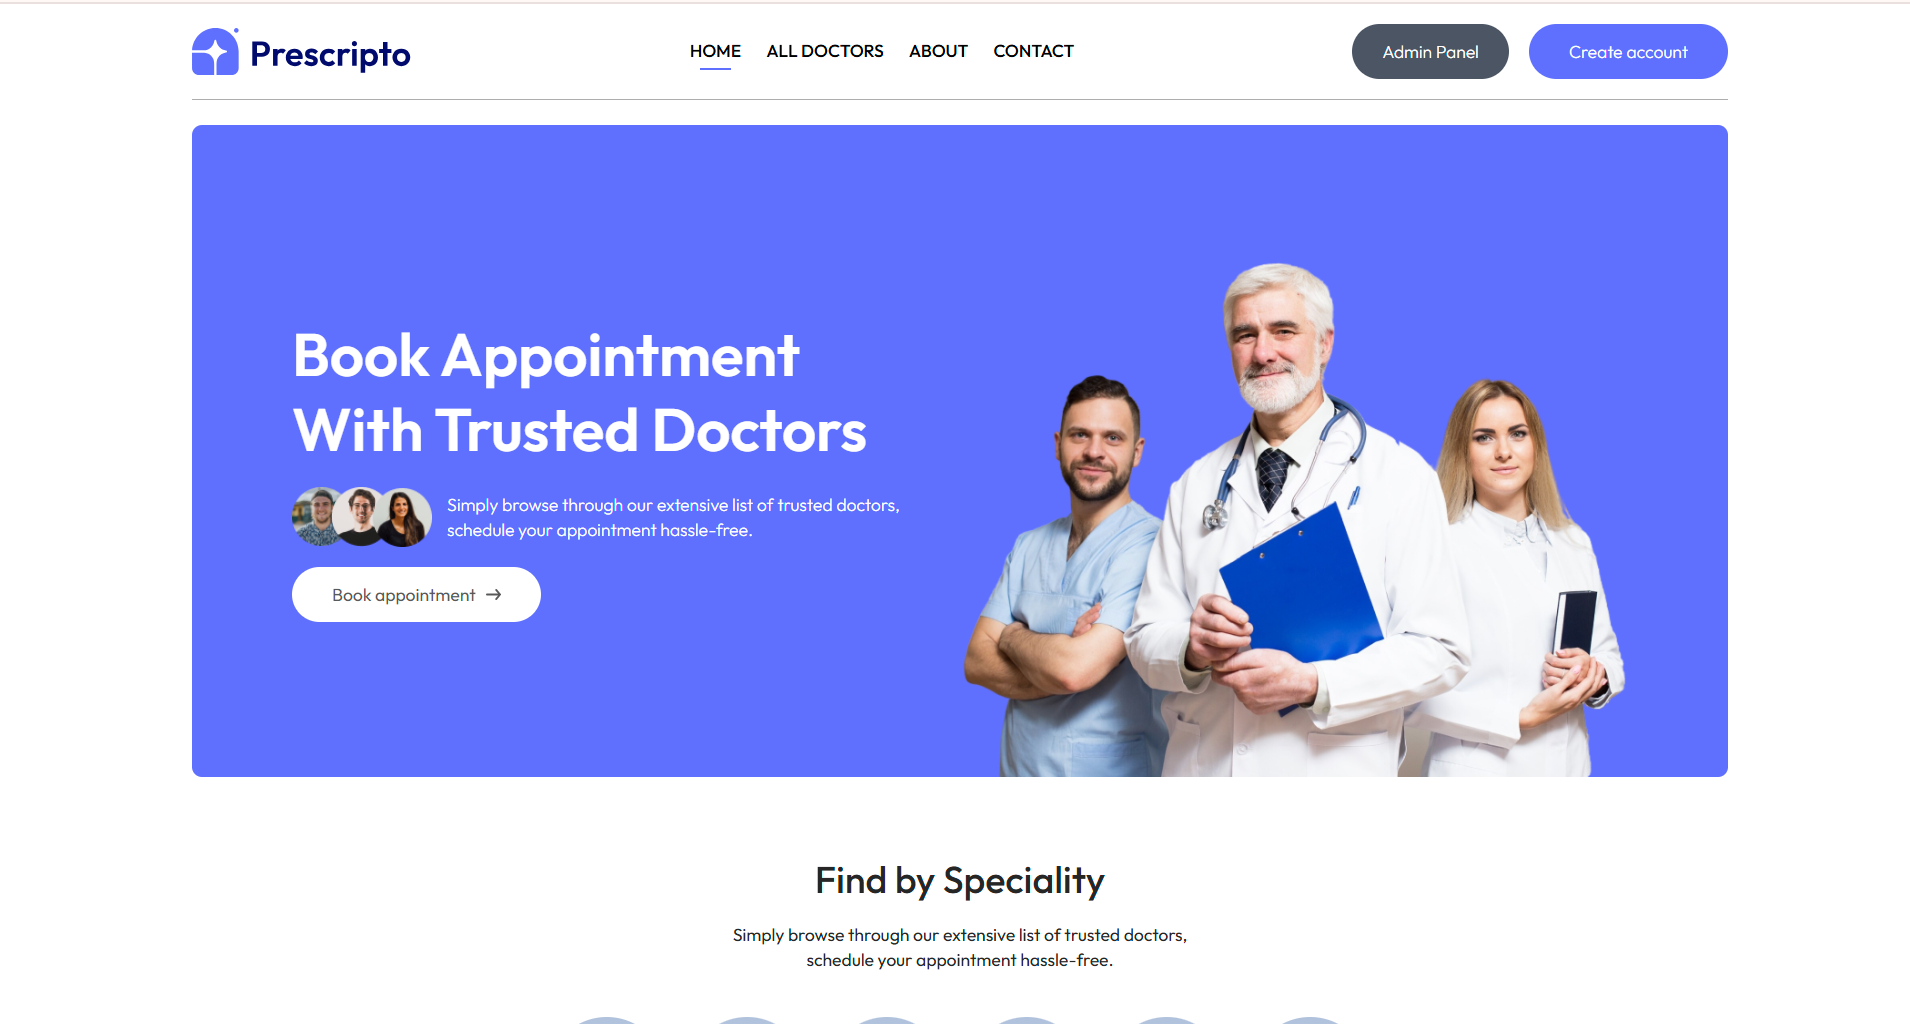 Prescripto
HOME
ALL DOCTORS
ABOUT
CONTACT
Admin Panel
Create account
Book Appointment
With Trusted Doctors
Simply browse through our extensive list of trusted doctors,
schedule your appointment hassle-free.
Book appointment →
Find by Speciality
Simply browse through our extensive list of trusted doctors,
schedule your appointment hassle-free.